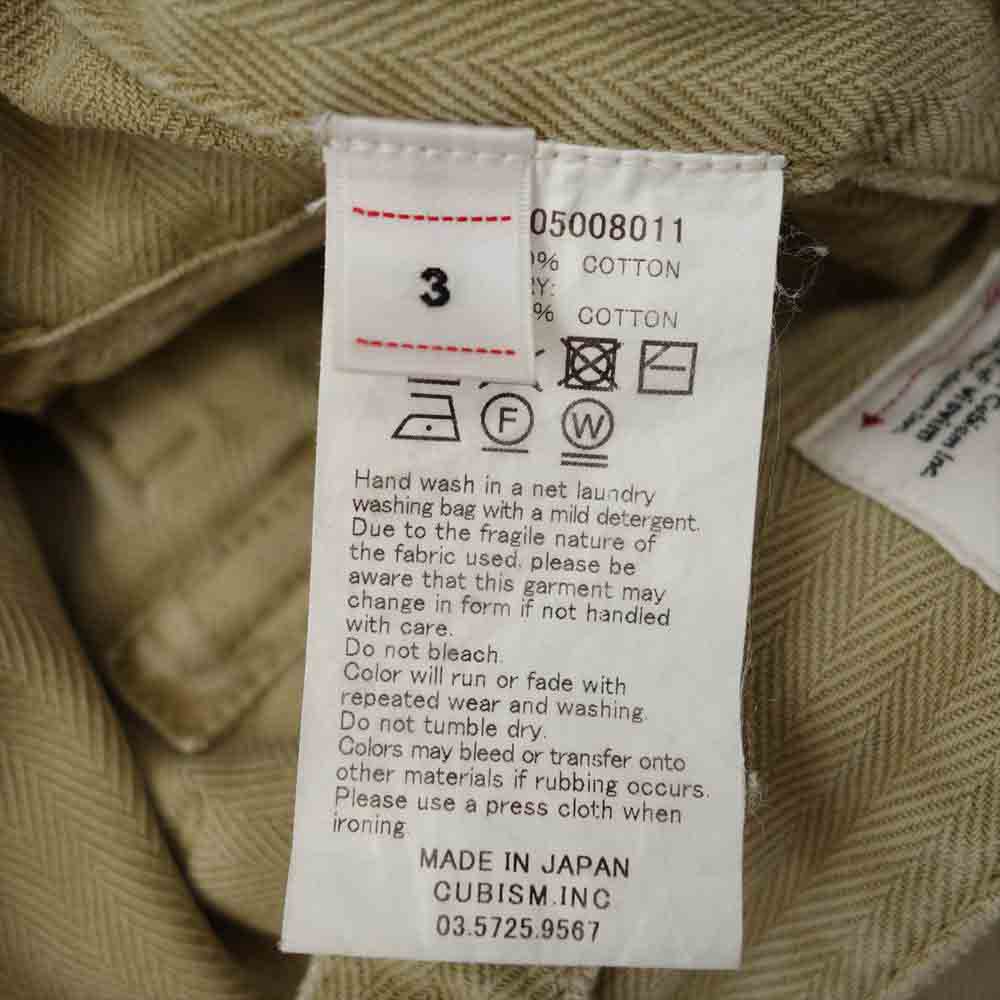 05008011
3
% COTTON
Y:
% COTTON
F
W
Hand wash in a net laundry
washing bag with a mild detergent.
Due to the fragile nature of
the fabric used, please be
aware that this garment may
change in form if not handled
with care.
Do not bleach.
Color will run or fade with
repeated wear and washing.
Do not tumble dry.
Colors may bleed or transfer onto
other materials if rubbing occurs.
Please use a press cloth when
ironing.
MADE IN JAPAN
CUBISM.INC
03.5725.9567
Cubism Inc.